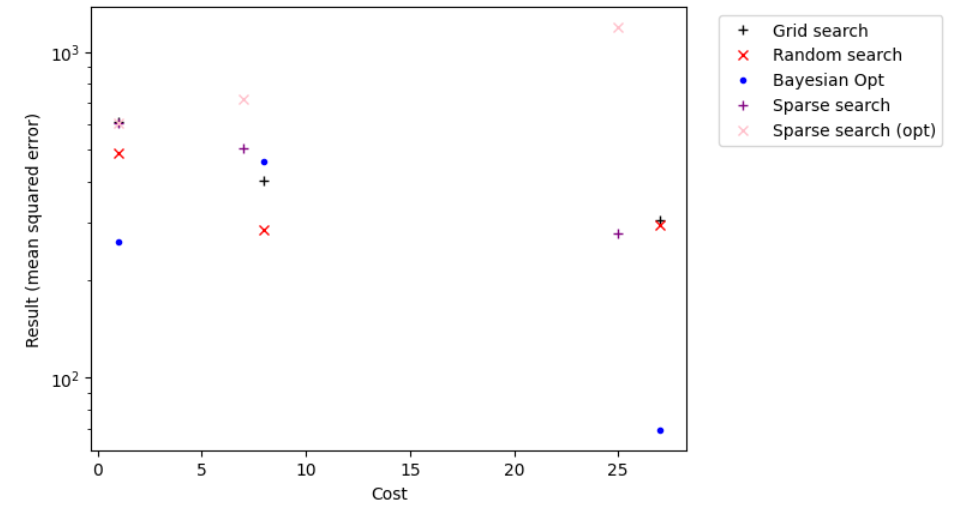 10³
10²
Result (mean squared error)
0 5 10 15 20 25
Cost
Grid search
Random search
Bayesian Opt
Sparse search
Sparse search (opt)